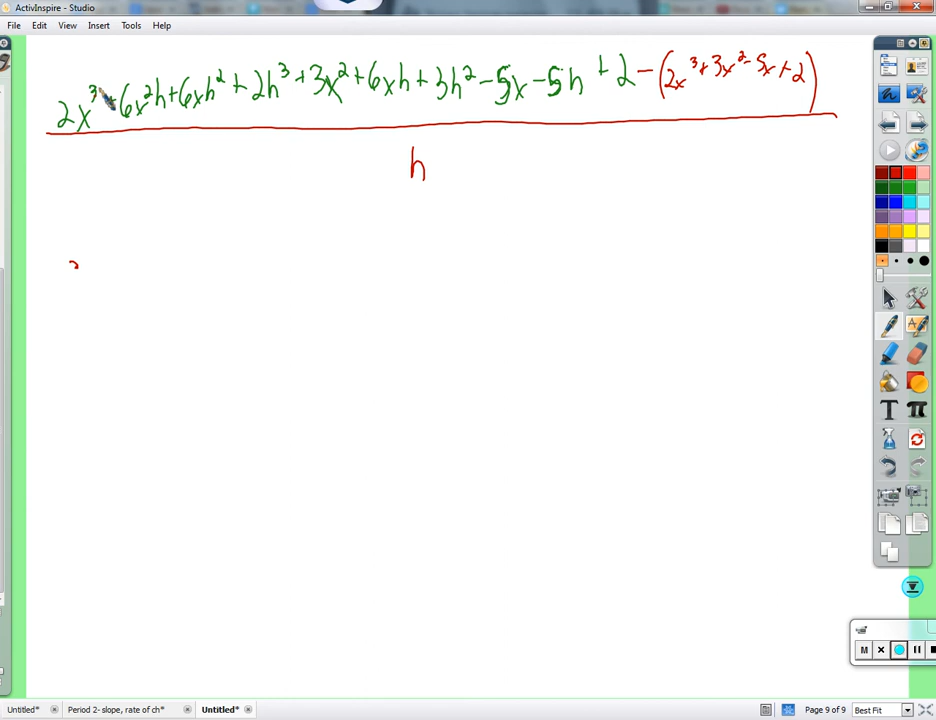 ActivInspire - Studio
File Edit View Insert Tools Help
2x³ + 6x²h + 6xh² + 2h³ + 3x² + 6xh + 3h² - 5x - 5h + 2 - (2x³ + 3x² - 5x + 2)
h
T π
M
Untitled* Period 2- slope, rate of ch* Untitled* Page 9 of 9 Best Fit